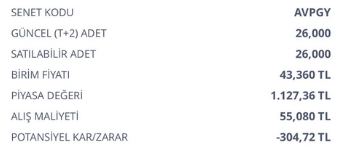 SENET KODU AVPGY
GÜNCEL (T+2) ADET 26,000
SATILABİLİR ADET 26,000
BİRİM FİYATI 43,360 TL
PİYASA DEĞERİ 1.127,36 TL
ALIŞ MALİYETİ 55,080 TL
POTANSİYEL KAR/ZARAR -304,72 TL